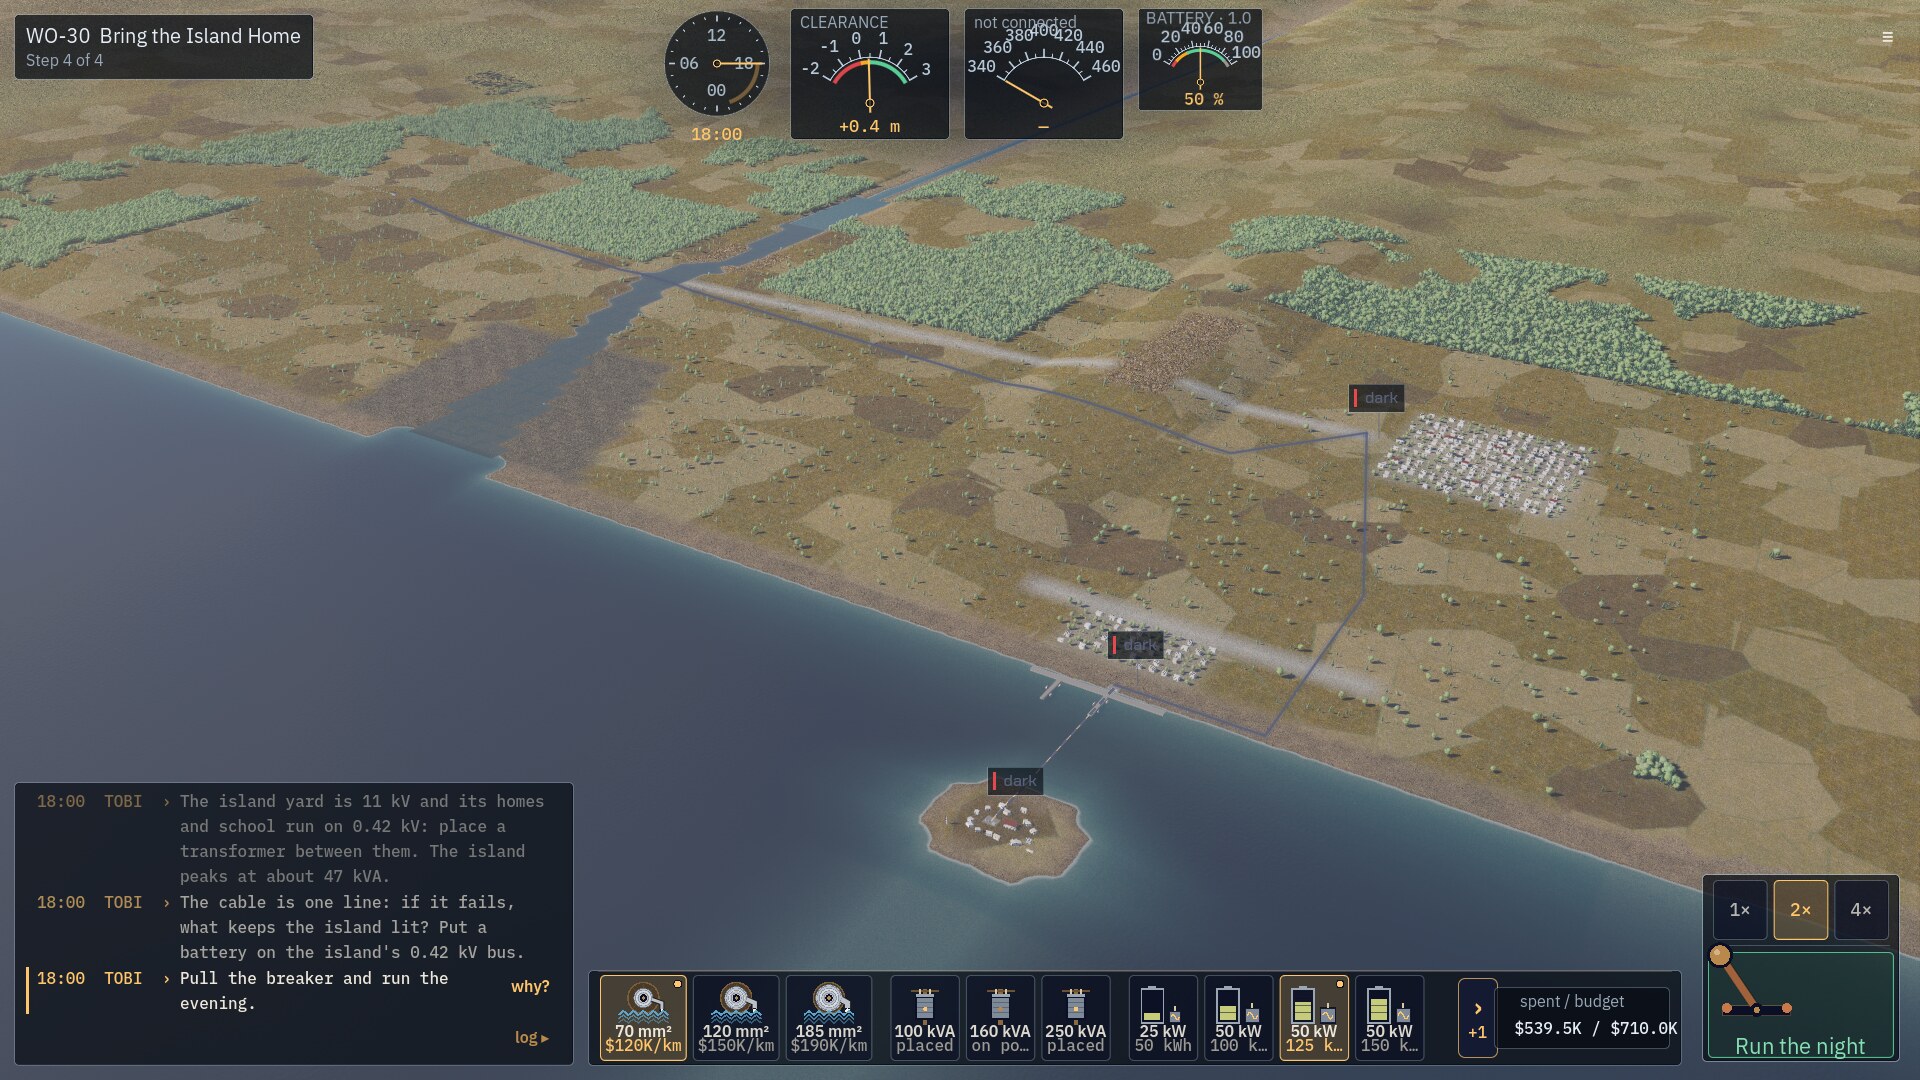 WO-30 Bring the Island Home
Step 4 of 4
12
06
18
00
18:00
CLEARANCE
-2
-1
0
1
2
3
+0.4 m
not connected
340
360
380
400
420
440
460
—
BATTERY · 1.0
0
20
40
60
80
100
50 %
dark
dark
dark
18:00 TOBI › The island yard is 11 kV and its homes
and school run on 0.42 kV: place a
transformer between them. The island
peaks at about 47 kVA.
18:00 TOBI › The cable is one line: if it fails,
what keeps the island lit? Put a
battery on the island's 0.42 kV bus.
18:00 TOBI › Pull the breaker and run the
evening.
why?
log ▸
70 mm²
$120K/km
120 mm²
$150K/km
185 mm²
$190K/km
100 kVA
placed
160 kVA
on po…
250 kVA
placed
25 kW
50 kWh
50 kW
100 k…
50 kW
125 k…
50 kW
150 k…
›
+1
spent / budget
$539.5K / $710.0K
1×
2×
4×
Run the night